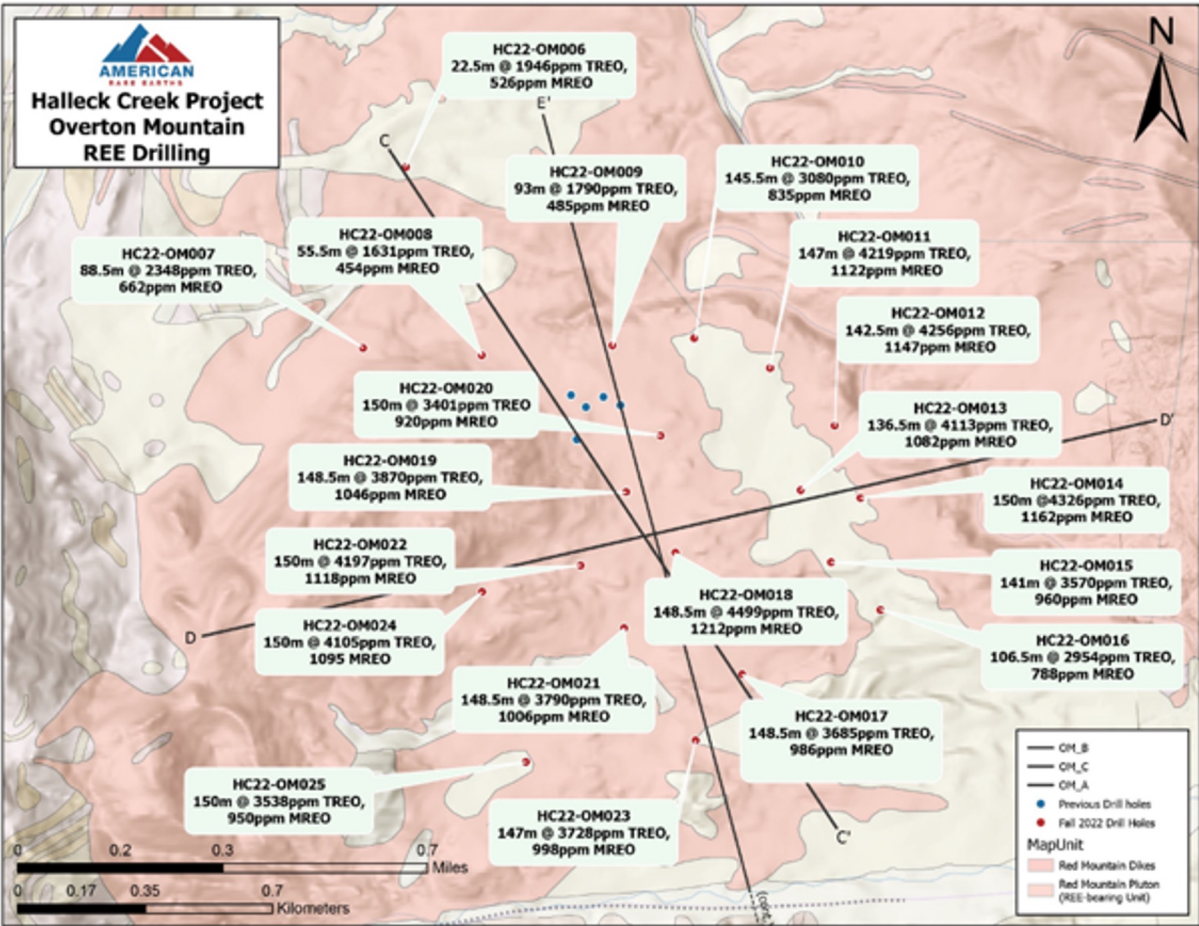 AMERICAN
RARE EARTHS
Halleck Creek Project
Overton Mountain
REE Drilling
N
HC22-OM006
22.5m @ 1946ppm TREO,
526ppm MREO
E'
C
HC22-OM009
93m @ 1790ppm TREO,
485ppm MREO
HC22-OM010
145.5m @ 3080ppm TREO,
835ppm MREO
HC22-OM007
88.5m @ 2348ppm TREO,
662ppm MREO
HC22-OM008
55.5m @ 1631ppm TREO,
454ppm MREO
HC22-OM011
147m @ 4219ppm TREO,
1122ppm MREO
HC22-OM012
142.5m @ 4256ppm TREO,
1147ppm MREO
HC22-OM020
150m @ 3401ppm TREO
920ppm MREO
HC22-OM013
136.5m @ 4113ppm TREO,
1082ppm MREO
D'
HC22-OM019
148.5m @ 3870ppm TREO,
1046ppm MREO
HC22-OM014
150m @4326ppm TREO,
1162ppm MREO
HC22-OM022
150m @ 4197ppm TREO,
1118ppm MREO
HC22-OM015
141m @ 3570ppm TREO,
960ppm MREO
HC22-OM018
148.5m @ 4499ppm TREO,
1212ppm MREO
D
HC22-OM024
150m @ 4105ppm TREO,
1095 MREO
HC22-OM016
106.5m @ 2954ppm TREO,
788ppm MREO
HC22-OM021
148.5m @ 3790ppm TREO,
1006ppm MREO
HC22-OM017
148.5m @ 3685ppm TREO,
986ppm MREO
HC22-OM025
150m @ 3538ppm TREO,
950ppm MREO
HC22-OM023
147m @ 3728ppm TREO,
998ppm MREO
C'
(cont.)
OM_B
OM_C
OM_A
Previous Drill holes
Fall 2022 Drill Holes
MapUnit
Red Mountain Dikes
Red Mountain Pluton
(REE-bearing Unit)
0 0.2 0.3 0.7
Miles
0 0.17 0.35 0.7
Kilometers